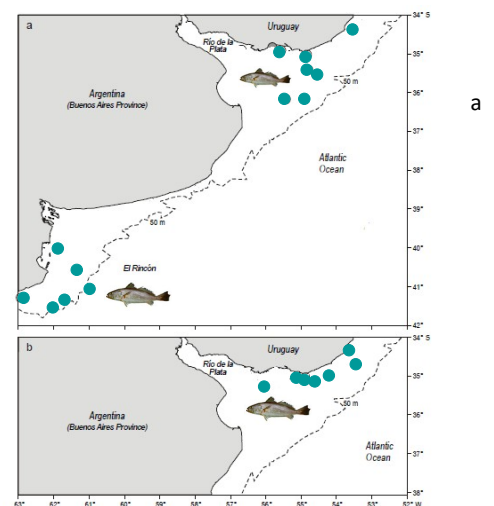 a
34° S
Uruguay
Río de la
Plata
35°
50 m
Argentina
(Buenos Aires Province)
36°
a
37°
Atlantic
Ocean
38°
39°
50 m
40°
El Rincón
41°
42°
b
34° S
Uruguay
Río de la
Plata
35°
50 m
36°
Argentina
(Buenos Aires Province)
37°
Atlantic
Ocean
38°
63° 62° 61° 60° 59° 58° 57° 56° 55° 54° 53° 52° W